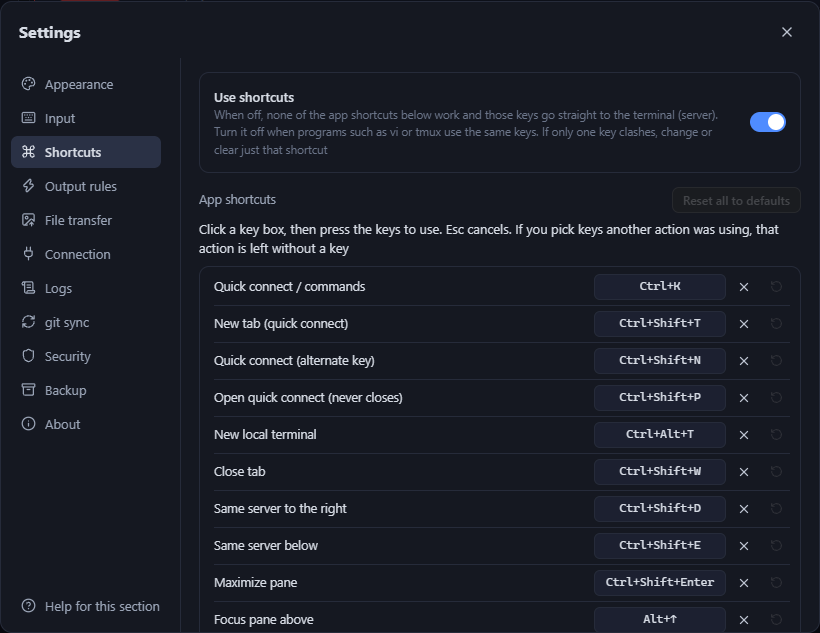 Settings
Appearance
Input
Shortcuts
Output rules
File transfer
Connection
Logs
git sync
Security
Backup
About
Help for this section
Use shortcuts
When off, none of the app shortcuts below work and those keys go straight to the terminal (server).
Turn it off when programs such as vi or tmux use the same keys. If only one key clashes, change or
clear just that shortcut
App shortcuts
Reset all to defaults
Click a key box, then press the keys to use. Esc cancels. If you pick keys another action was using, that
action is left without a key
Quick connect / commands Ctrl+K
New tab (quick connect) Ctrl+Shift+T
Quick connect (alternate key) Ctrl+Shift+N
Open quick connect (never closes) Ctrl+Shift+P
New local terminal Ctrl+Alt+T
Close tab Ctrl+Shift+W
Same server to the right Ctrl+Shift+D
Same server below Ctrl+Shift+E
Maximize pane Ctrl+Shift+Enter
Focus pane above Alt+↑